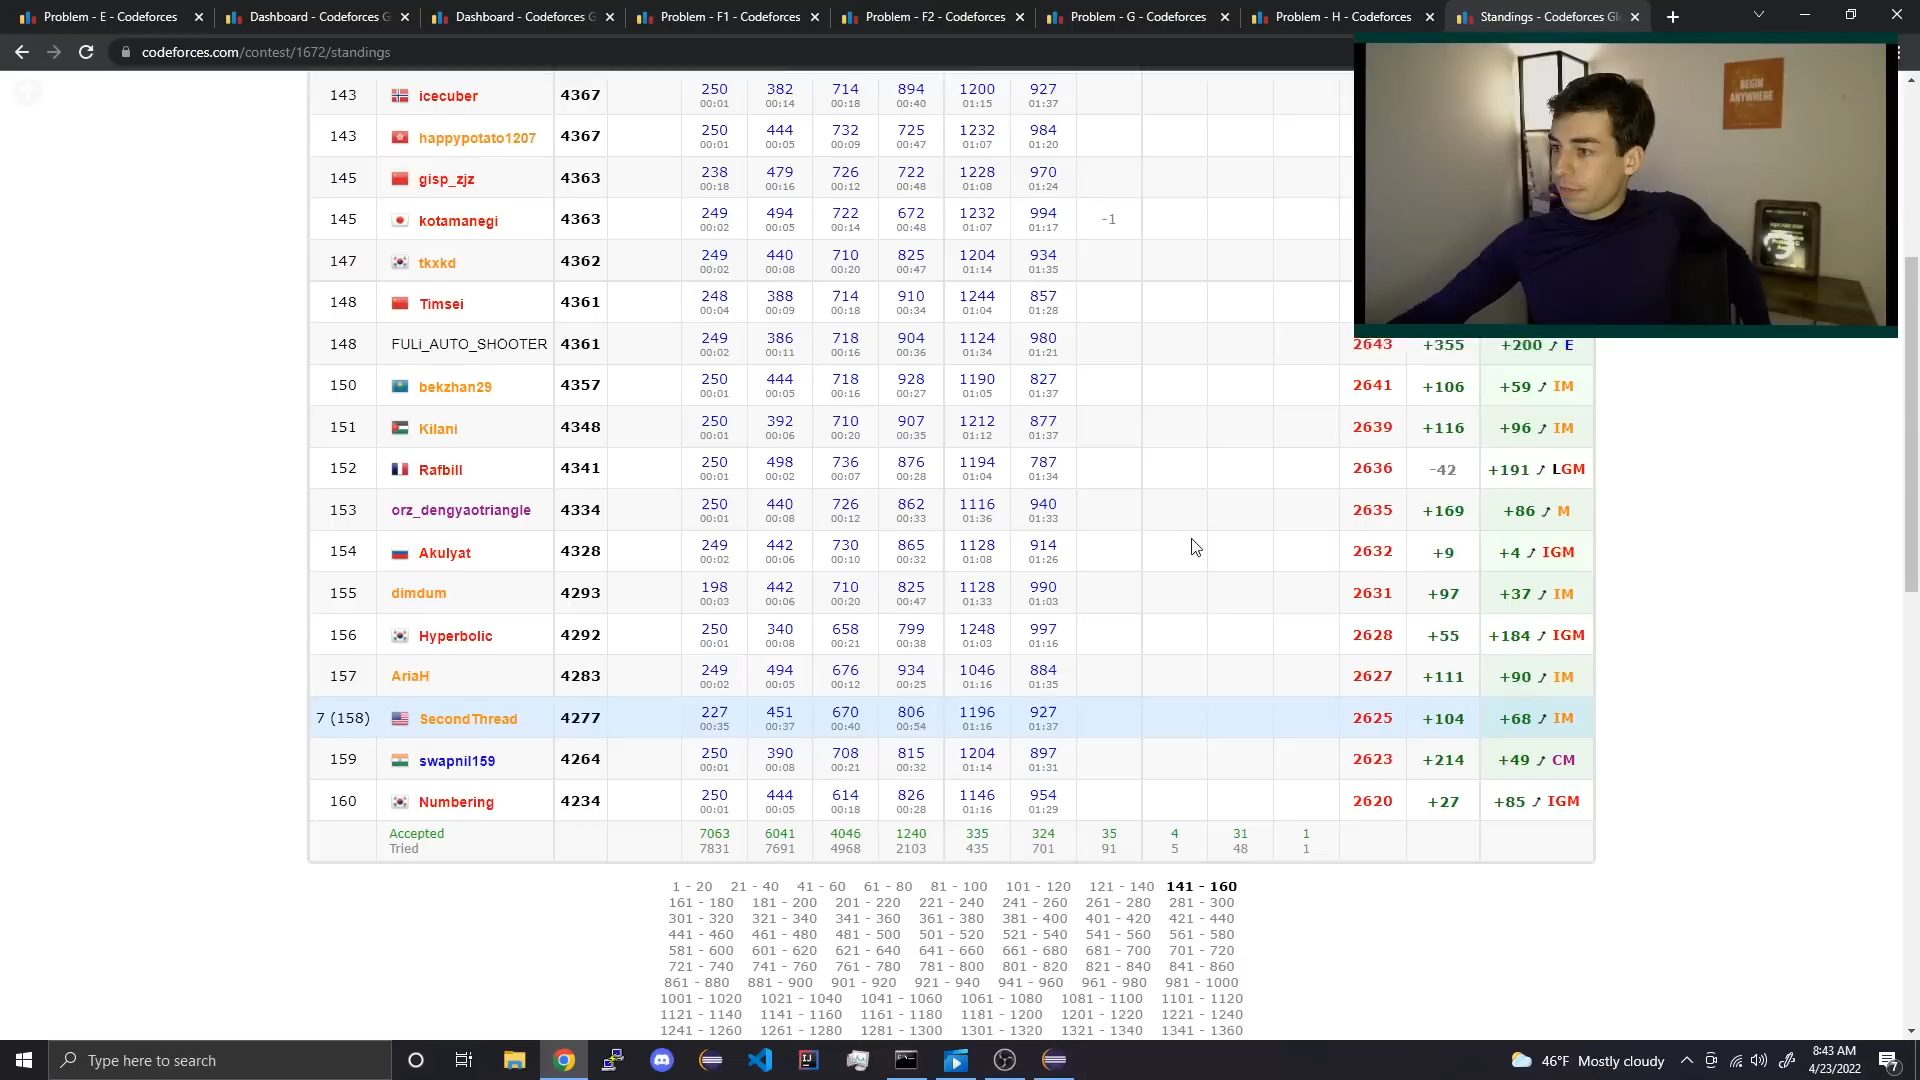 Problem - E - Codeforces
Dashboard - Codeforces G
Dashboard - Codeforces G
Problem - F1 - Codeforces
Problem - F2 - Codeforces
Problem - G - Codeforces
Problem - H - Codeforces
Standings - Codeforces Gl
codeforces.com/contest/1672/standings
BEGIN
ANYWHERE
143 icecuber 4367 250 382 714 894 1200 927
00:01 00:14 00:18 00:40 01:15 01:37
143 happypotato1207 4367 250 444 732 725 1232 984
00:01 00:05 00:09 00:47 01:07 01:20
145 gisp_zjz 4363 238 479 726 722 1228 970
00:18 00:16 00:12 00:48 01:08 01:24
145 kotamanegi 4363 249 494 722 672 1232 994 -1
00:02 00:05 00:14 00:48 01:07 01:17
147 tkxkd 4362 249 440 710 825 1204 934
00:02 00:08 00:20 00:47 01:14 01:35
148 Timsei 4361 248 388 714 910 1244 857
00:04 00:09 00:18 00:34 01:04 01:28
148 FULi_AUTO_SHOOTER 4361 249 386 718 904 1124 980 2643 +355 +200 E
00:02 00:11 00:16 00:36 01:34 01:21
150 bekzhan29 4357 250 444 718 928 1190 827 2641 +106 +59 IM
00:01 00:05 00:16 00:27 01:05 01:37
151 Kilani 4348 250 392 710 907 1212 877 2639 +116 +96 IM
00:01 00:06 00:20 00:35 01:12 01:37
152 Rafbill 4341 250 498 736 876 1194 787 2636 -42 +191 LGM
00:01 00:02 00:07 00:28 01:04 01:34
153 orz_dengyaotriangle 4334 250 440 726 862 1116 940 2635 +169 +86 M
00:01 00:08 00:12 00:33 01:36 01:33
154 Akulyat 4328 249 442 730 865 1128 914 2632 +9 +4 IGM
00:02 00:06 00:10 00:32 01:08 01:26
155 dimdum 4293 198 442 710 825 1128 990 2631 +97 +37 IM
00:03 00:06 00:20 00:47 01:33 01:03
156 Hyperbolic 4292 250 340 658 799 1248 997 2628 +55 +184 IGM
00:01 00:08 00:21 00:38 01:03 01:16
157 AriaH 4283 249 494 676 934 1046 884 2627 +111 +90 IM
00:02 00:05 00:12 00:25 01:16 01:35
7 (158) SecondThread 4277 227 451 670 806 1196 927 2625 +104 +68 IM
00:35 00:37 00:40 00:54 01:16 01:37
159 swapnil159 4264 250 390 708 815 1204 897 2623 +214 +49 CM
00:01 00:08 00:21 00:32 01:14 01:31
160 Numbering 4234 250 444 614 826 1146 954 2620 +27 +85 IGM
00:01 00:05 00:18 00:28 01:16 01:29
Accepted 7063 6041 4046 1240 335 324 35 4 31 1
Tried 7831 7691 4968 2103 435 701 91 5 48 1
1 - 20 21 - 40 41 - 60 61 - 80 81 - 100 101 - 120 121 - 140 141 - 160
161 - 180 181 - 200 201 - 220 221 - 240 241 - 260 261 - 280 281 - 300
301 - 320 321 - 340 341 - 360 361 - 380 381 - 400 401 - 420 421 - 440
441 - 460 461 - 480 481 - 500 501 - 520 521 - 540 541 - 560 561 - 580
581 - 600 601 - 620 621 - 640 641 - 660 661 - 680 681 - 700 701 - 720
721 - 740 741 - 760 761 - 780 781 - 800 801 - 820 821 - 840 841 - 860
861 - 880 881 - 900 901 - 920 921 - 940 941 - 960 961 - 980 981 - 1000
1001 - 1020 1021 - 1040 1041 - 1060 1061 - 1080 1081 - 1100 1101 - 1120
1121 - 1140 1141 - 1160 1161 - 1180 1181 - 1200 1201 - 1220 1221 - 1240
1241 - 1260 1261 - 1280 1281 - 1300 1301 - 1320 1321 - 1340 1341 - 1360
Type here to search
46°F Mostly cloudy
8:43 AM
4/23/2022
7